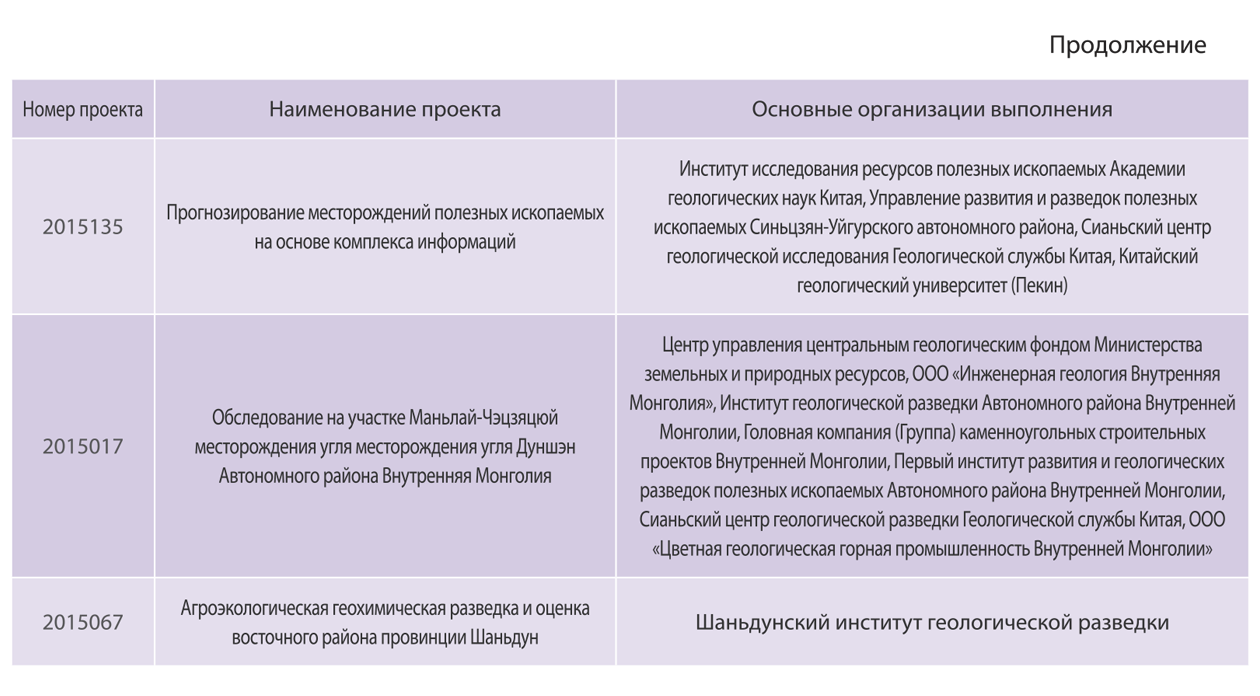 Продолжение
Номер проекта
Наименование проекта
Основные организации выполнения
2015135
Прогнозирование месторождений полезных ископаемых
на основе комплекса информаций
Институт исследования ресурсов полезных ископаемых Академии
геологических наук Китая, Управление развития и разведок полезных
ископаемых Синьцзян-Уйгурского автономного района, Сианьский центр
геологической исследования Геологической службы Китая, Китайский
геологический университет (Пекин)
2015017
Обследование на участке Маньлай-Чэцзяцюй
месторождения угля месторождения угля Дуншэн
Автономного района Внутренняя Монголия
Центр управления центральным геологическим фондом Министерства
земельных и природных ресурсов, ООО «Инженерная геология Внутренняя
Монголия», Институт геологической разведки Автономного района Внутренней
Монголии, Головная компания (Группа) каменноугольных строительных
проектов Внутренней Монголии, Первый институт развития и геологических
разведок полезных ископаемых Автономного района Внутренней Монголии,
Сианьский центр геологической разведки Геологической службы Китая, ООО
«Цветная геологическая горная промышленность Внутренней Монголии»
2015067
Агроэкологическая геохимическая разведка и оценка
восточного района провинции Шаньдун
Шаньдунский институт геологической разведки